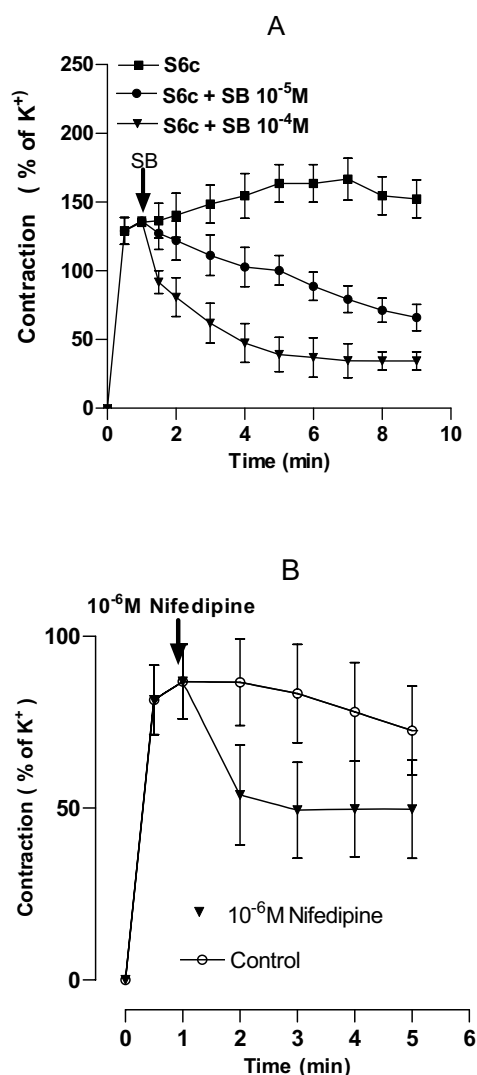 A
S6c
S6c + SB 10⁻⁵M
S6c + SB 10⁻⁴M
SB
Contraction ( % of K⁺)
250
200
150
100
50
0
0 2 4 6 8 10
Time (min)
B
10⁻⁶M Nifedipine
Contraction ( % of K⁺)
100
50
0
10⁻⁶M Nifedipine
Control
0 1 2 3 4 5 6
Time (min)